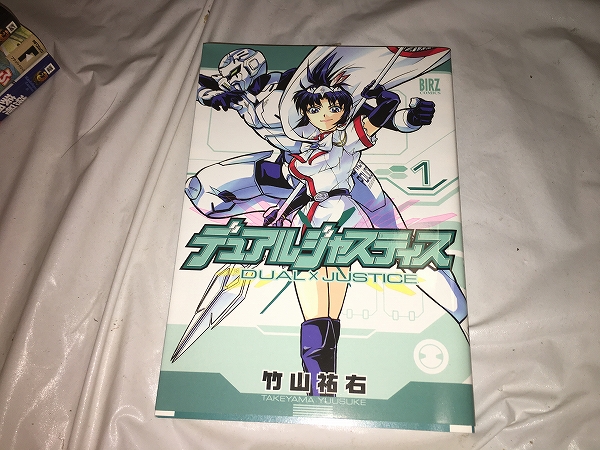 BIRZ
COMICS
1
デュアルジャスティス
DUAL×JUSTICE
竹山祐右
TAKEYAMA YUUSUKE